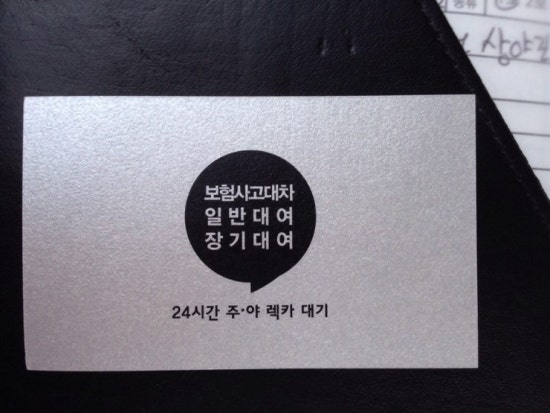 보험사고대차
일반대여
장기대여
24시간 주·야 렉카 대기